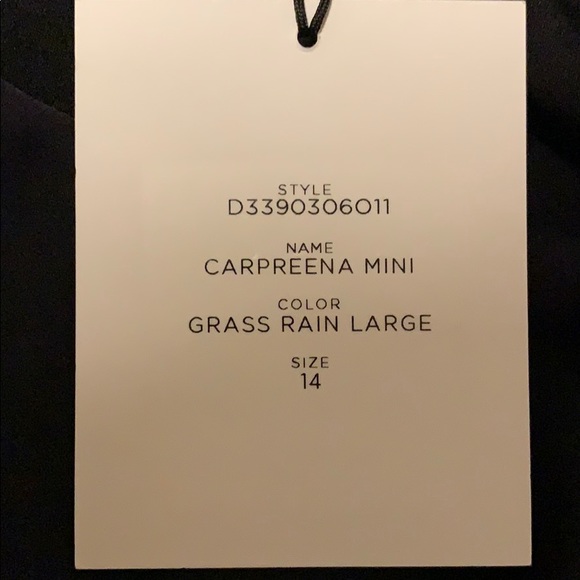 STYLE
D3390306011
NAME
CARPREENA MINI
COLOR
GRASS RAIN LARGE
SIZE
14